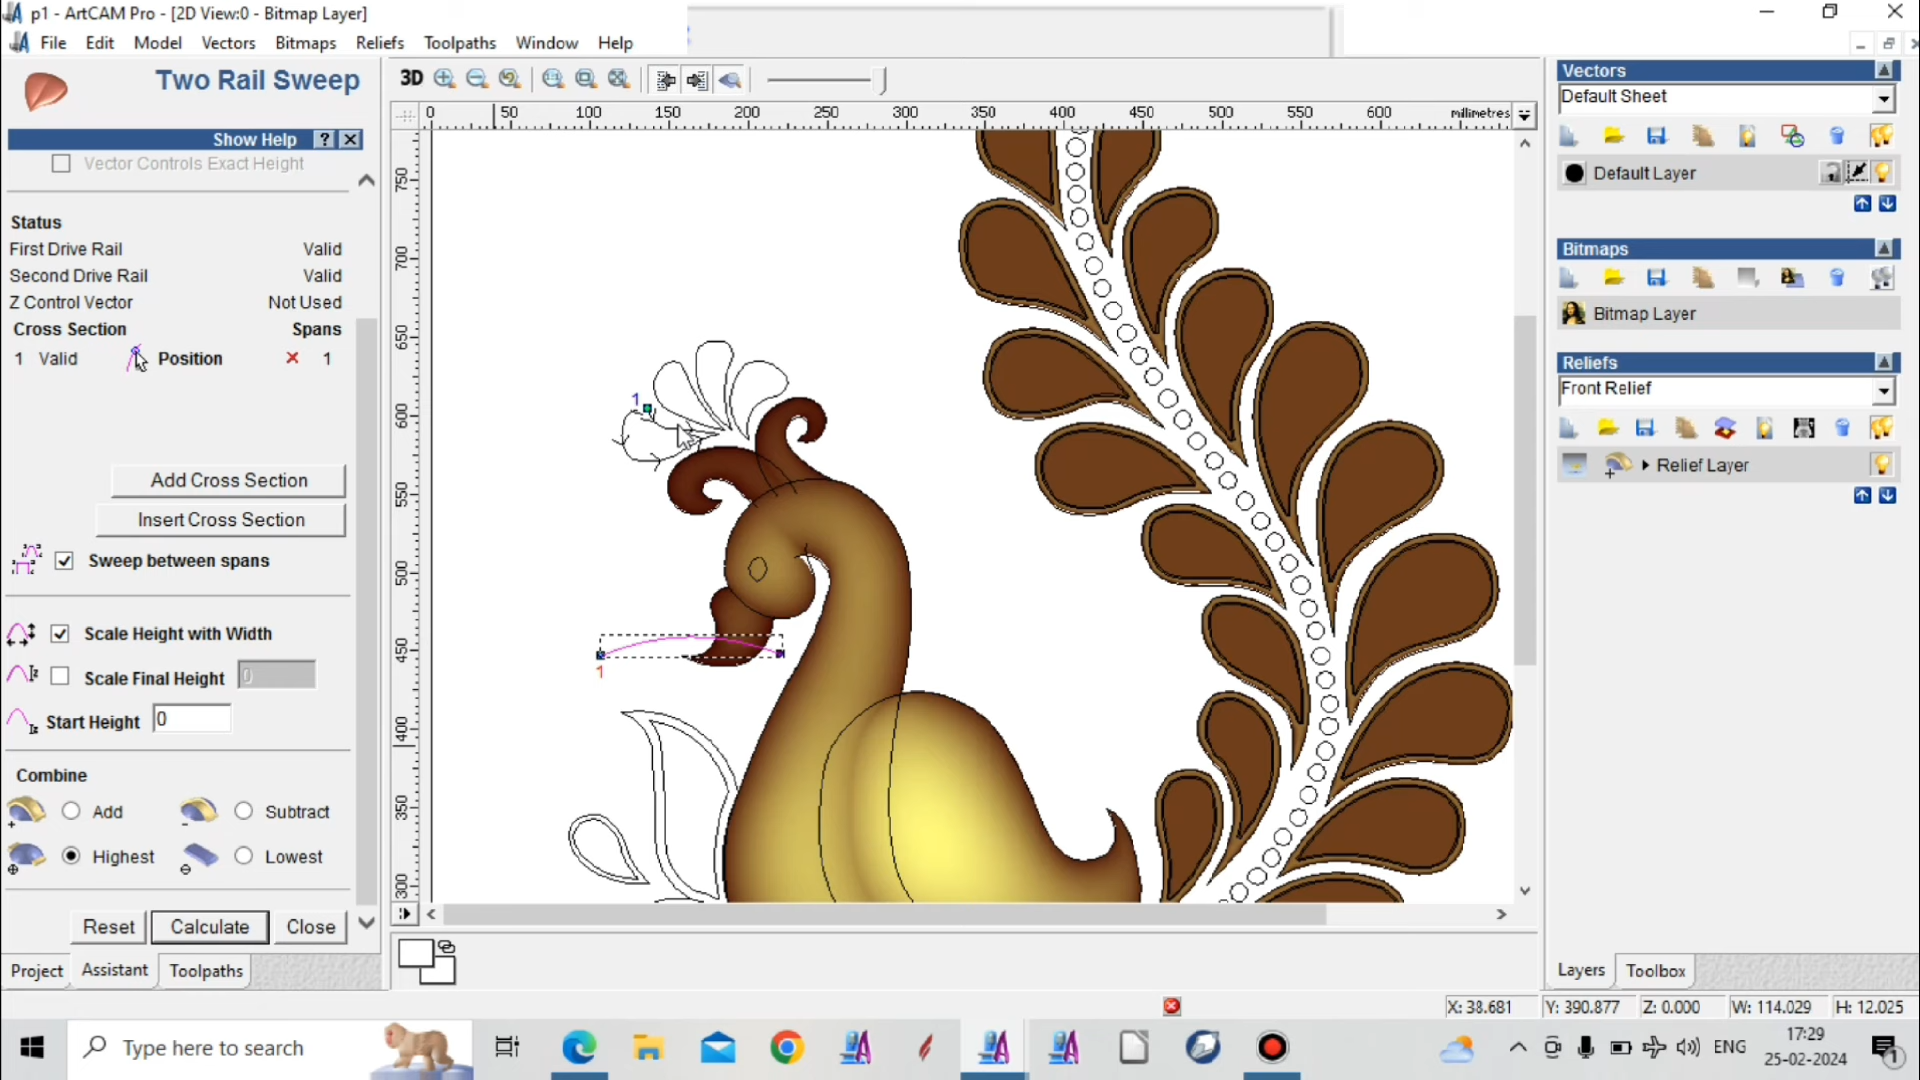 p1 - ArtCAM Pro - [2D View:0 - Bitmap Layer]
File Edit Model Vectors Bitmaps Reliefs Toolpaths Window Help
Two Rail Sweep
Show Help ?
Vector Controls Exact Height
Status
First Drive Rail Valid
Second Drive Rail Valid
Z Control Vector Not Used
Cross Section Spans
1 Valid Position 1
Add Cross Section
Insert Cross Section
Sweep between spans
Scale Height with Width
Scale Final Height 0
Start Height 0
Combine
Add Subtract
Highest Lowest
Reset Calculate Close
Project Assistant Toolpaths
3D
0 50 100 150 200 250 300 350 400 450 500 550 600 millimetres
750
700
650
600
550
500
450
400
350
300
1
1
Vectors
Default Sheet
Default Layer
Bitmaps
Bitmap Layer
Reliefs
Front Relief
Relief Layer
Layers Toolbox
X: 38.681 Y: 390.877 Z: 0.000 W: 114.029 H: 12.025
Type here to search
ENG
17:29
25-02-2024
1